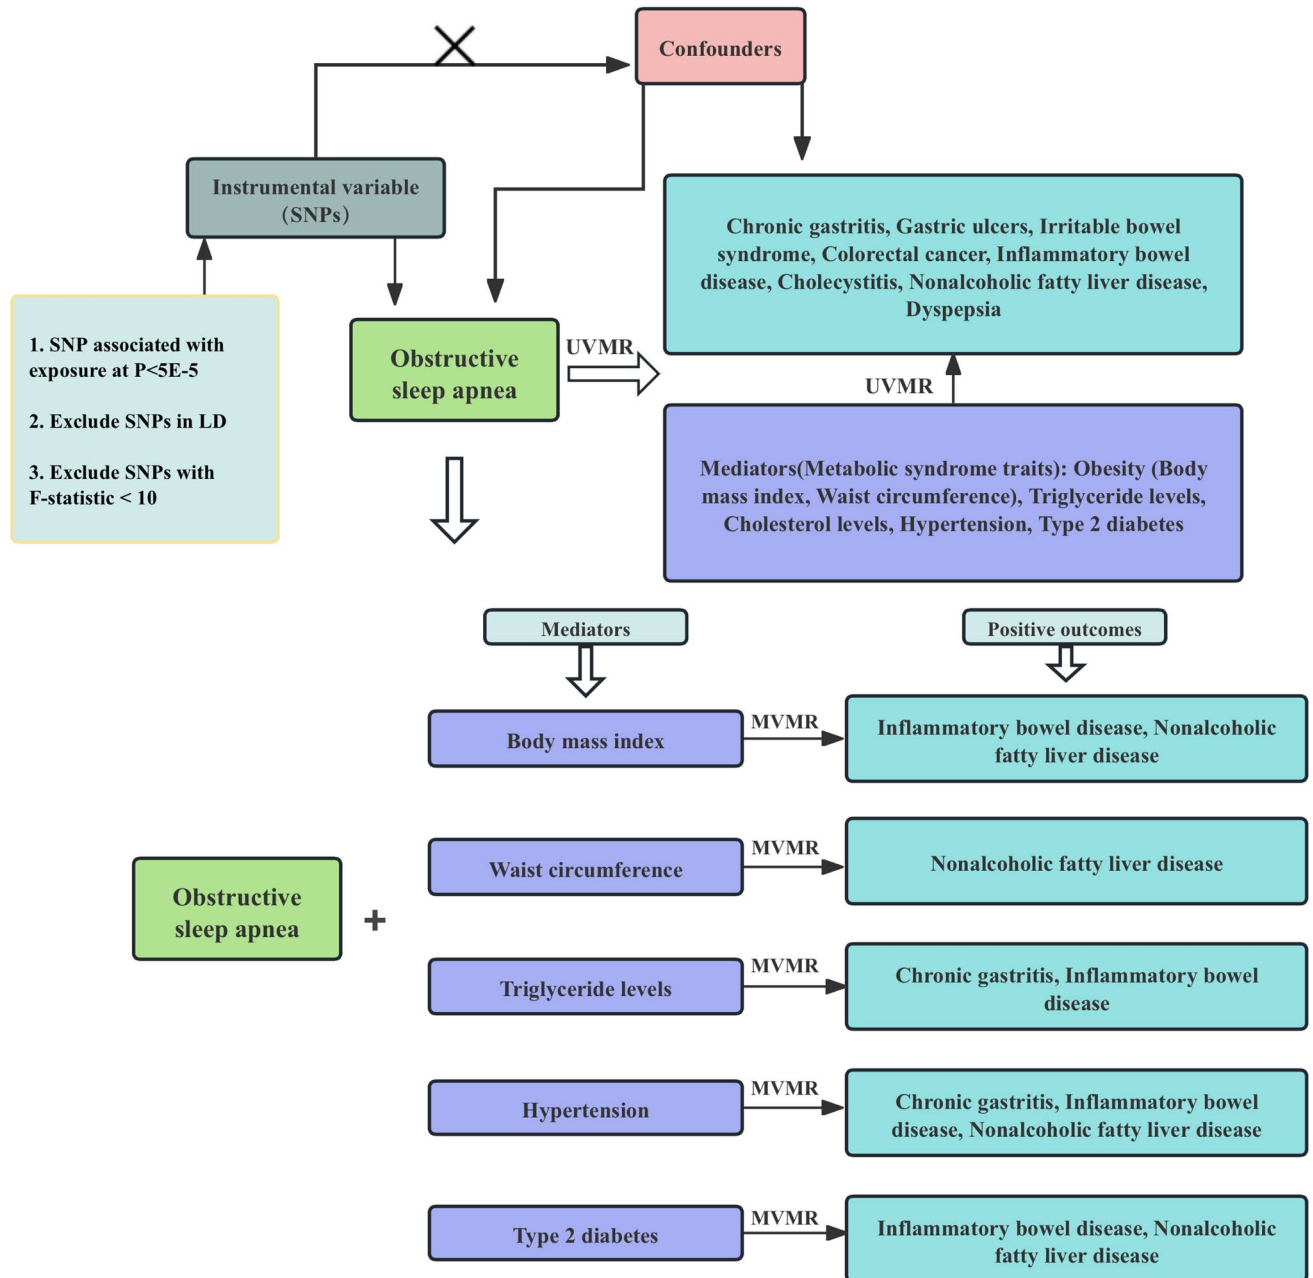 Confounders
Instrumental variable
（SNPs）
Chronic gastritis, Gastric ulcers, Irritable bowel
syndrome, Colorectal cancer, Inflammatory bowel
disease, Cholecystitis, Nonalcoholic fatty liver disease,
Dyspepsia
1. SNP associated with
exposure at P<5E-5
2. Exclude SNPs in LD
3. Exclude SNPs with
F-statistic < 10
Obstructive
sleep apnea
UVMR
UVMR
Mediators(Metabolic syndrome traits): Obesity (Body
mass index, Waist circumference), Triglyceride levels,
Cholesterol levels, Hypertension, Type 2 diabetes
Mediators
Positive outcomes
Body mass index
MVMR
Inflammatory bowel disease, Nonalcoholic
fatty liver disease
Waist circumference
MVMR
Nonalcoholic fatty liver disease
Obstructive
sleep apnea
+
Triglyceride levels
MVMR
Chronic gastritis, Inflammatory bowel
disease
Hypertension
MVMR
Chronic gastritis, Inflammatory bowel
disease, Nonalcoholic fatty liver disease
Type 2 diabetes
MVMR
Inflammatory bowel disease, Nonalcoholic
fatty liver disease